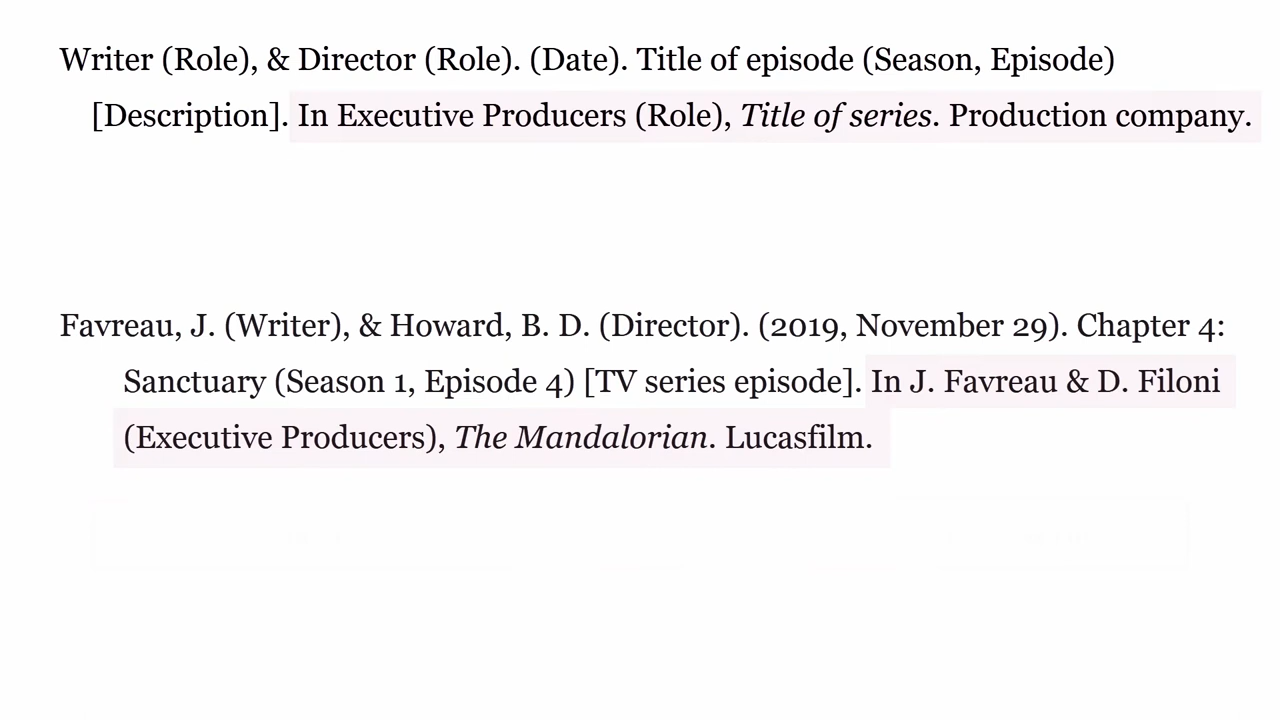 Writer (Role), & Director (Role). (Date). Title of episode (Season, Episode)
[Description]. In Executive Producers (Role), Title of series. Production company.
Favreau, J. (Writer), & Howard, B. D. (Director). (2019, November 29). Chapter 4:
Sanctuary (Season 1, Episode 4) [TV series episode]. In J. Favreau & D. Filoni
(Executive Producers), The Mandalorian. Lucasfilm.